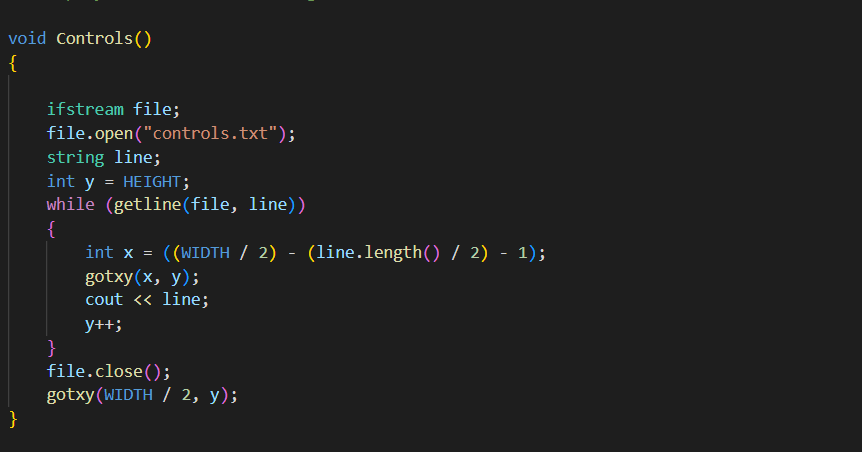 void Controls()
{
    ifstream file;
    file.open("controls.txt");
    string line;
    int y = HEIGHT;
    while (getline(file, line))
    {
        int x = ((WIDTH / 2) - (line.length() / 2) - 1);
        gotxy(x, y);
        cout << line;
        y++;
    }
    file.close();
    gotxy(WIDTH / 2, y);
}